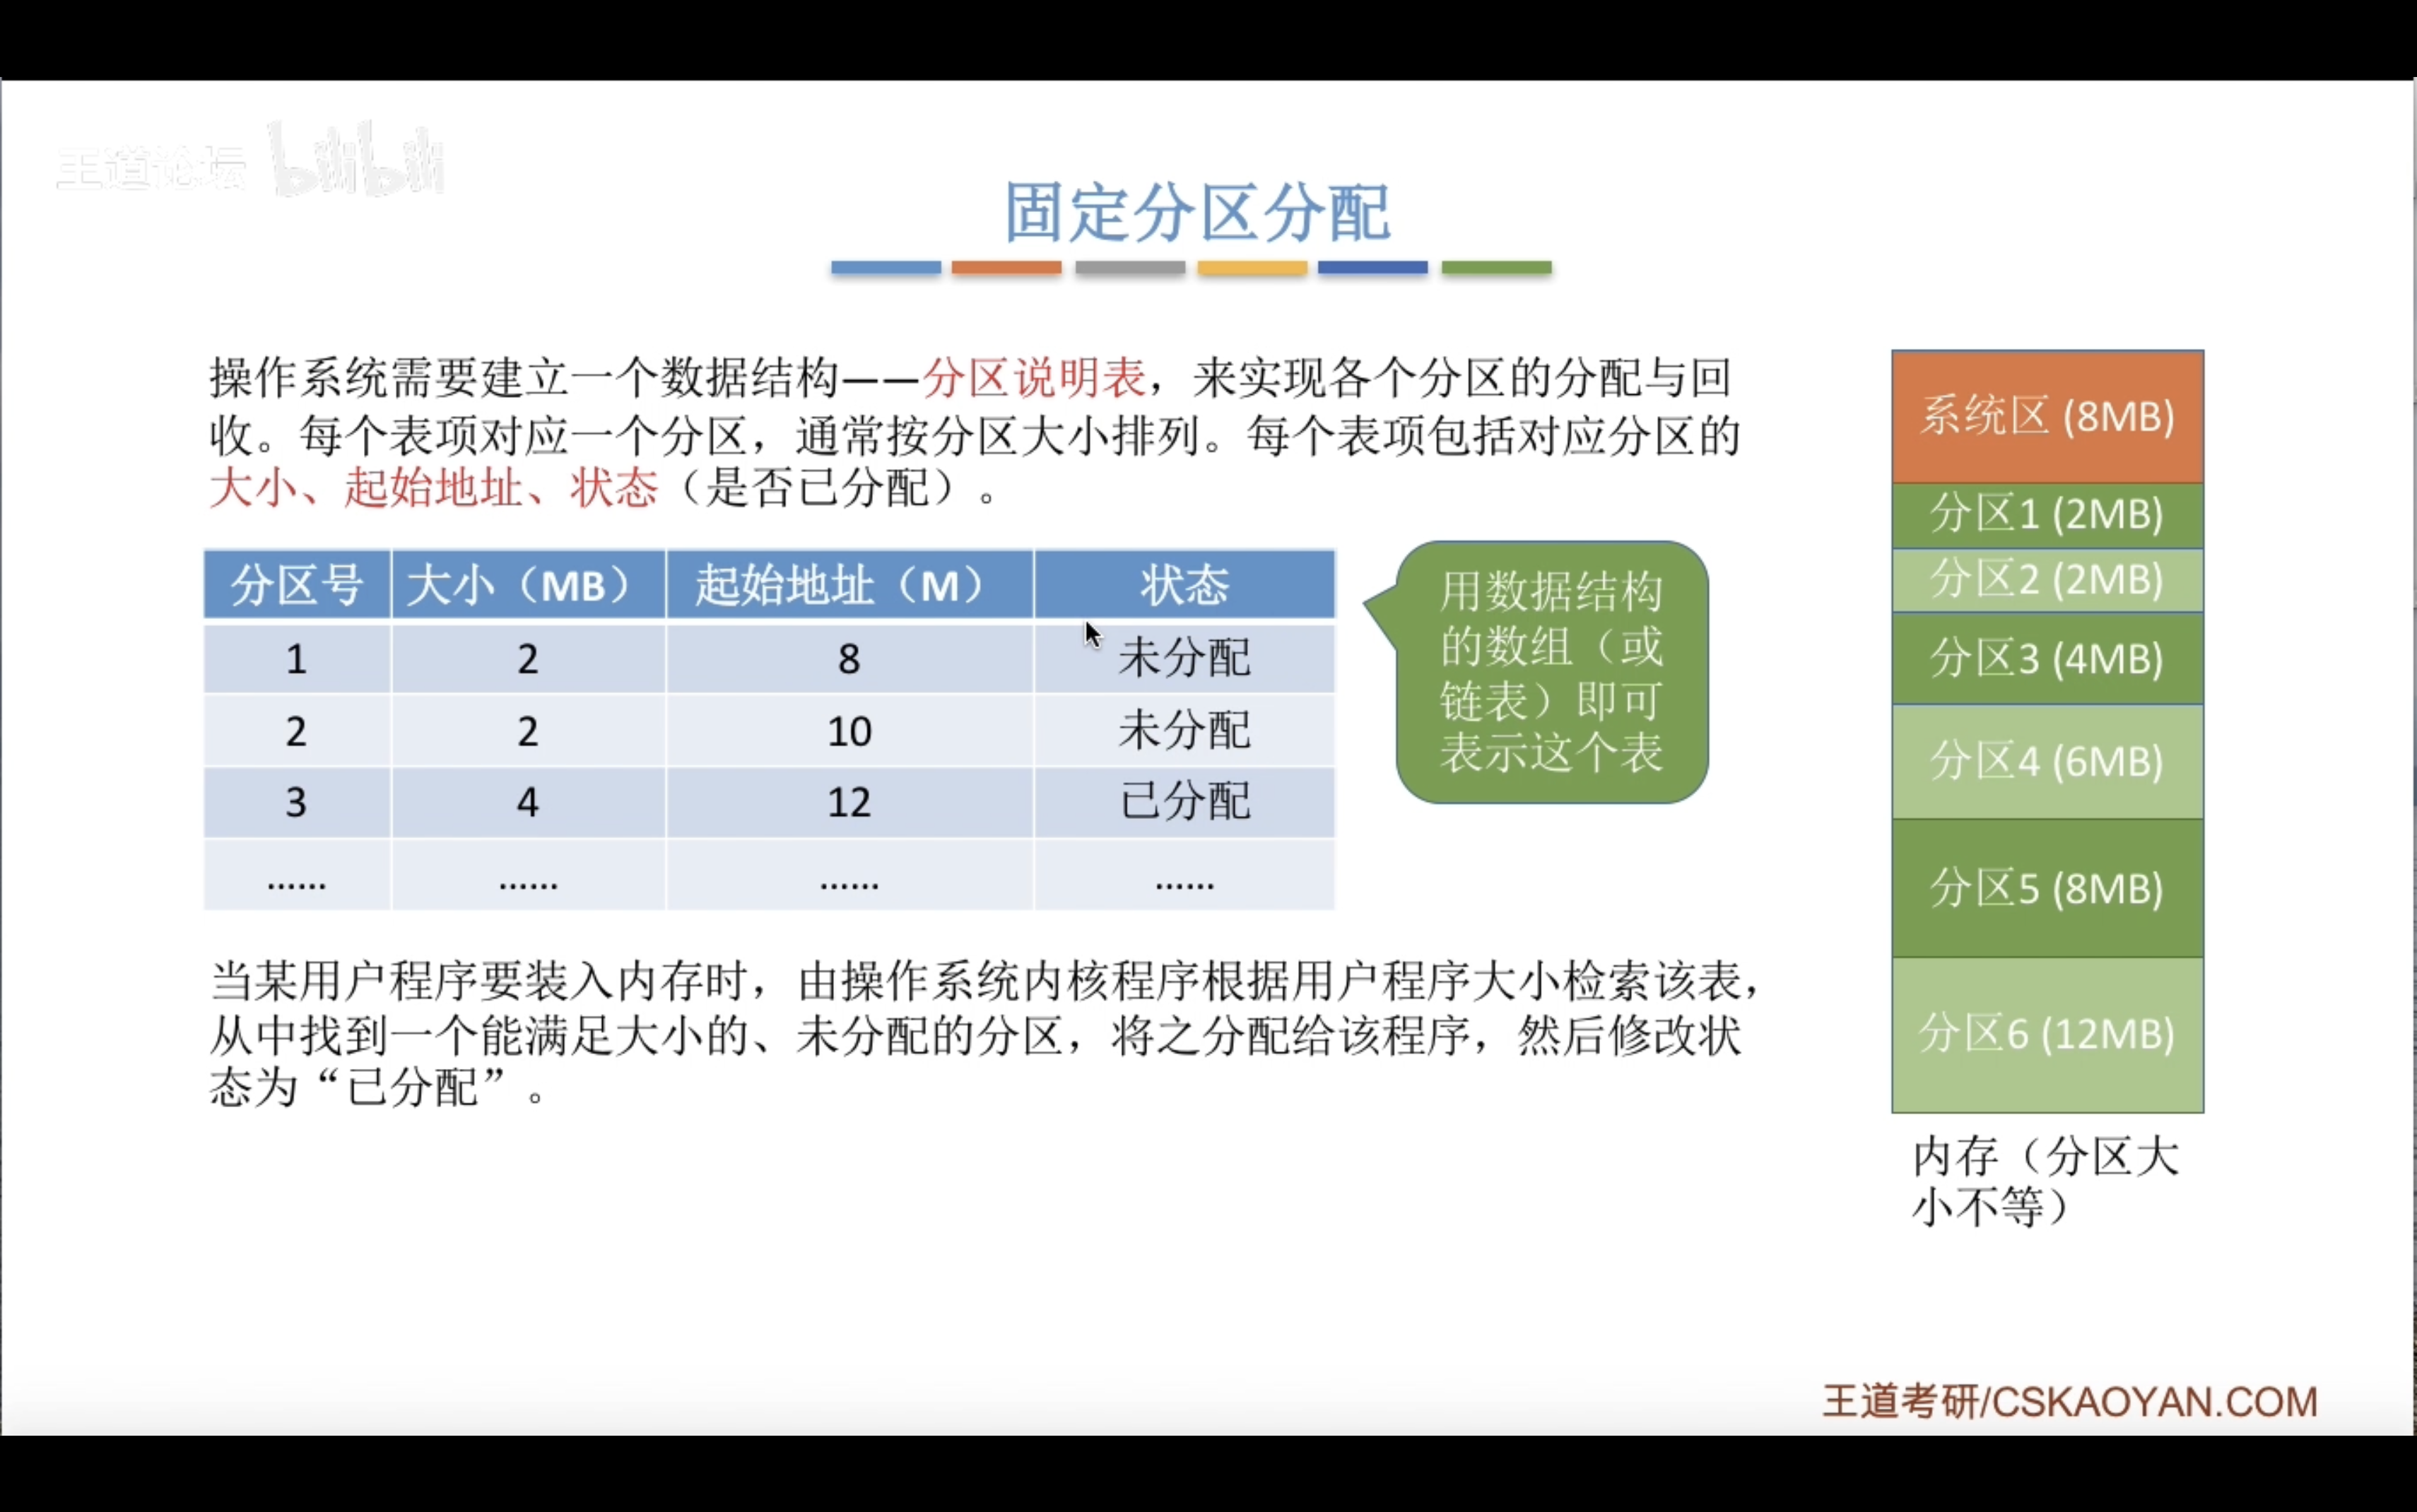 王道论坛 bilibili
固定分区分配
操作系统需要建立一个数据结构——分区说明表，来实现各个分区的分配与回
收。每个表项对应一个分区，通常按分区大小排列。每个表项包括对应分区的
大小、起始地址、状态（是否已分配）。
分区号 大小（MB） 起始地址（M） 状态
1 2 8 未分配
2 2 10 未分配
3 4 12 已分配
...... ...... ...... ......
用数据结构
的数组（或
链表）即可
表示这个表
当某用户程序要装入内存时，由操作系统内核程序根据用户程序大小检索该表，
从中找到一个能满足大小的、未分配的分区，将之分配给该程序，然后修改状
态为“已分配”。
系统区 (8MB)
分区1 (2MB)
分区2 (2MB)
分区3 (4MB)
分区4 (6MB)
分区5 (8MB)
分区6 (12MB)
内存（分区大
小不等）
王道考研/CSKAOYAN.COM